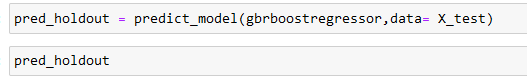 pred_holdout = predict_model(gbrboostregressor,data= X_test)
pred_holdout